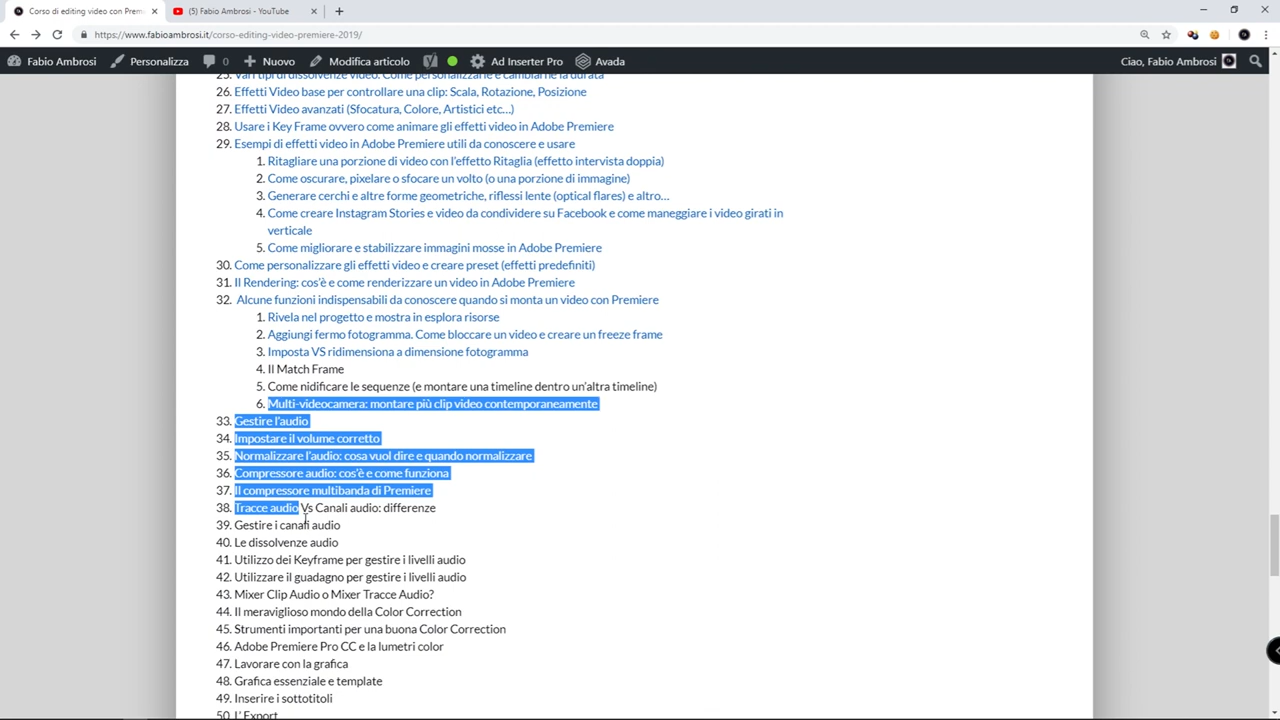 Corso di editing video con Prem
(5) Fabio Ambrosi - YouTube
https://www.fabioambrosi.it/corso-editing-video-premiere-2019/
Fabio Ambrosi Personalizza 0 Nuovo Modifica articolo Ad Inserter Pro Avada Ciao, Fabio Ambrosi
25. Vari tipi di dissolvenze video. Come personalizzarle e cambiarne la durata
26. Effetti Video base per controllare una clip: Scala, Rotazione, Posizione
27. Effetti Video avanzati (Sfocatura, Colore, Artistici etc…)
28. Usare i Key Frame ovvero come animare gli effetti video in Adobe Premiere
29. Esempi di effetti video in Adobe Premiere utili da conoscere e usare
1. Ritagliare una porzione di video con l'effetto Ritaglia (effetto intervista doppia)
2. Come oscurare, pixelare o sfocare un volto (o una porzione di immagine)
3. Generare cerchi e altre forme geometriche, riflessi lente (optical flares) e altro…
4. Come creare Instagram Stories e video da condividere su Facebook e come maneggiare i video girati in
verticale
5. Come migliorare e stabilizzare immagini mosse in Adobe Premiere
30. Come personalizzare gli effetti video e creare preset (effetti predefiniti)
31. Il Rendering: cos'è e come renderizzare un video in Adobe Premiere
32. Alcune funzioni indispensabili da conoscere quando si monta un video con Premiere
1. Rivela nel progetto e mostra in esplora risorse
2. Aggiungi fermo fotogramma. Come bloccare un video e creare un freeze frame
3. Imposta VS ridimensiona a dimensione fotogramma
4. Il Match Frame
5. Come nidificare le sequenze (e montare una timeline dentro un'altra timeline)
6. Multi-videocamera: montare più clip video contemporaneamente
33. Gestire l'audio
34. Impostare il volume corretto
35. Normalizzare l'audio: cosa vuol dire e quando normalizzare
36. Compressore audio: cos'è e come funziona
37. Il compressore multibanda di Premiere
38. Tracce audio Vs Canali audio: differenze
39. Gestire i canali audio
40. Le dissolvenze audio
41. Utilizzo dei Keyframe per gestire i livelli audio
42. Utilizzare il guadagno per gestire i livelli audio
43. Mixer Clip Audio o Mixer Tracce Audio?
44. Il meraviglioso mondo della Color Correction
45. Strumenti importanti per una buona Color Correction
46. Adobe Premiere Pro CC e la lumetri color
47. Lavorare con la grafica
48. Grafica essenziale e template
49. Inserire i sottotitoli
50. L' Export